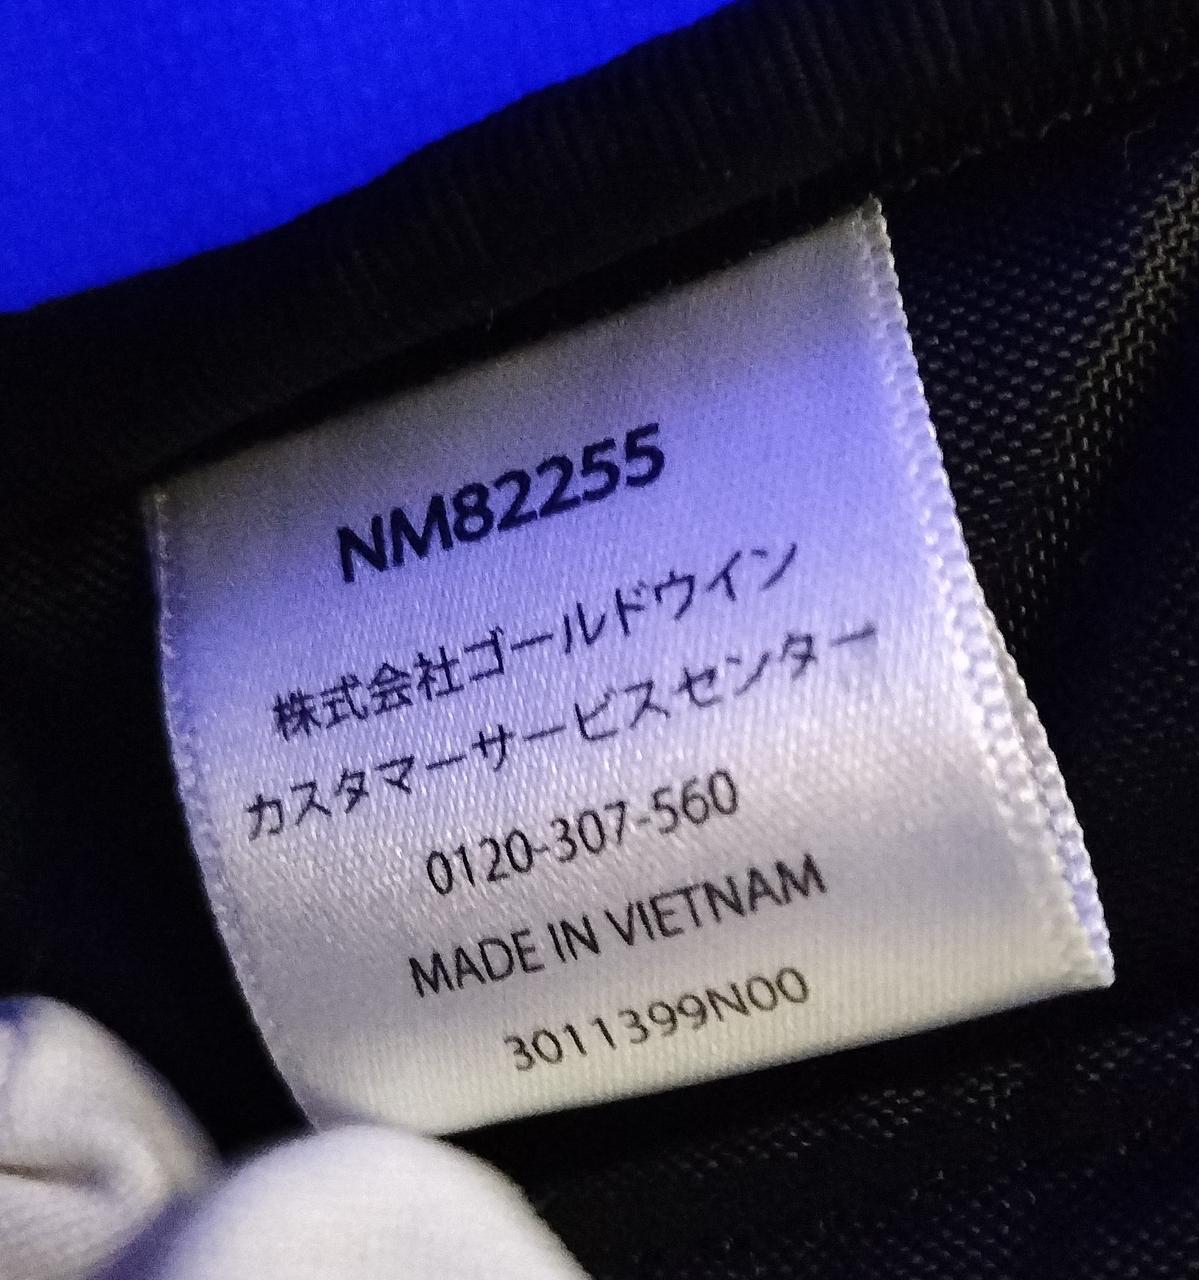 NM82255
株式会社ゴールドウイン
カスタマーサービスセンター
0120-307-560
MADE IN VIETNAM
3011399N00